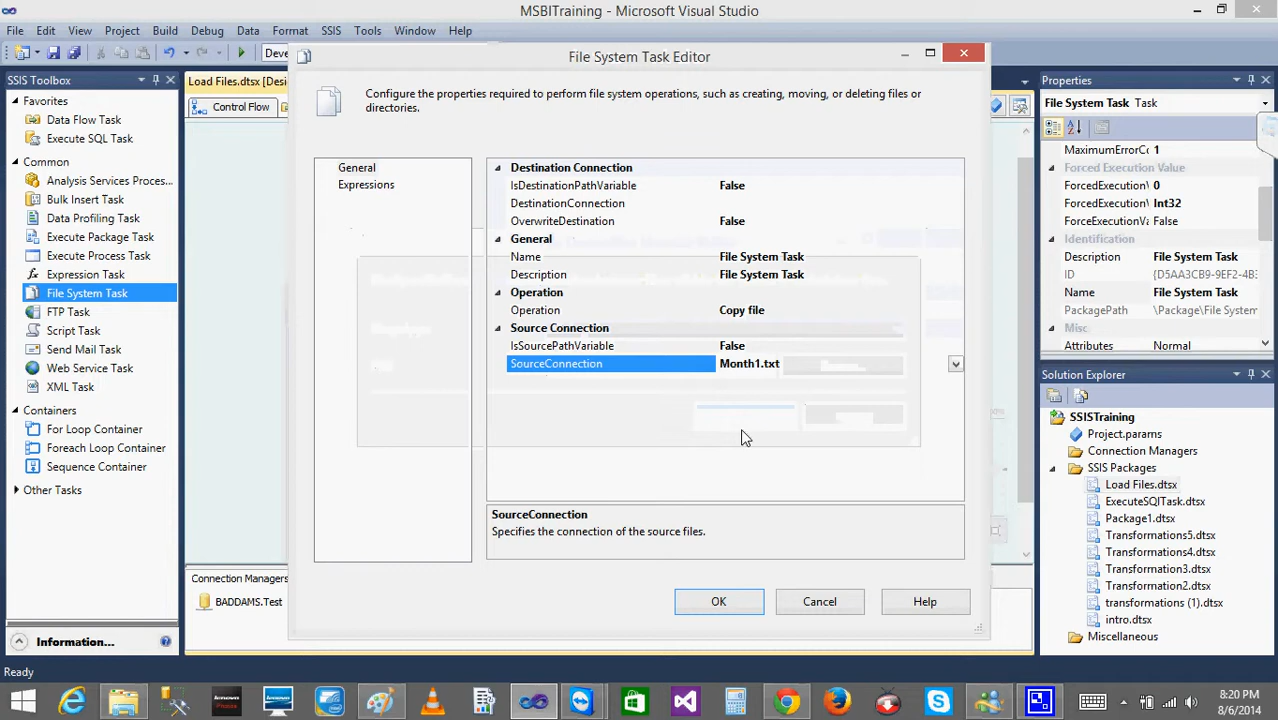 MSBITraining - Microsoft Visual Studio
File Edit View Project Build Debug Data Format SSIS Tools Window Help
Deve
SSIS Toolbox
Favorites
Data Flow Task
Execute SQL Task
Common
Analysis Services Proces...
Bulk Insert Task
Data Profiling Task
Execute Package Task
Execute Process Task
Expression Task
File System Task
FTP Task
Script Task
Send Mail Task
Web Service Task
XML Task
Containers
For Loop Container
Foreach Loop Container
Sequence Container
Other Tasks
Information...
Load Files.dtsx [Desi
Control Flow
Connection Managers
BADDAMS.Test
File System Task Editor
Configure the properties required to perform file system operations, such as creating, moving, or deleting files or
directories.
General
Expressions
Destination Connection
IsDestinationPathVariable False
DestinationConnection
OverwriteDestination False
General
Name File System Task
Description File System Task
Operation
Operation Copy file
Source Connection
IsSourcePathVariable False
SourceConnection Month1.txt
SourceConnection
Specifies the connection of the source files.
OK Cancel Help
Properties
File System Task Task
MaximumErrorCo 1
Forced Execution Value
ForcedExecution\ 0
ForcedExecution\ Int32
ForceExecutionVa False
Identification
Description File System Task
ID {D5AA3CB9-9EF2-4B3
Name File System Task
PackagePath \Package\File System
Misc
Attributes Normal
Solution Explorer
SSISTraining
Project.params
Connection Managers
SSIS Packages
Load Files.dtsx
ExecuteSQlTask.dtsx
Package1.dtsx
Transformations5.dtsx
Transformations4.dtsx
Transformation3.dtsx
Transformation2.dtsx
transformations (1).dtsx
intro.dtsx
Miscellaneous
Ready
8:20 PM
8/6/2014